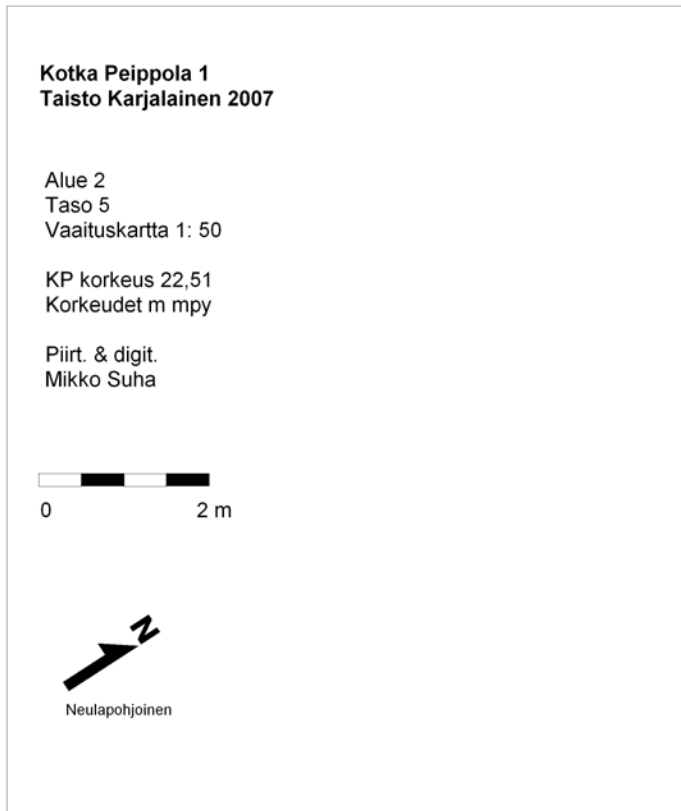 Kotka Peippola 1
Taisto Karjalainen 2007
Alue 2
Taso 5
Vaaituskartta 1: 50
KP korkeus 22,51
Korkeudet m mpy
Piirt. & digit.
Mikko Suha
0 2 m
N
Neulapohjoinen